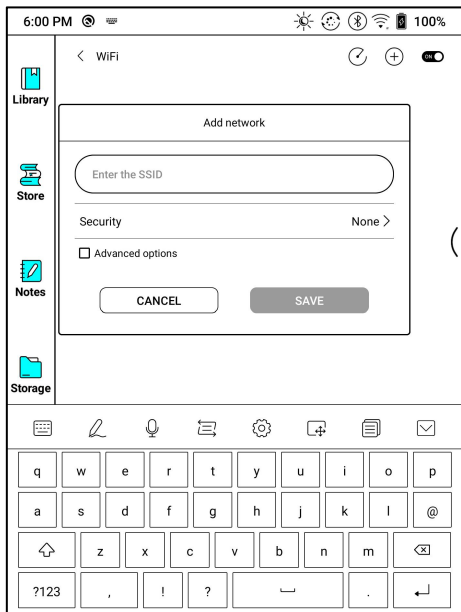 6:00 PM 100%
WiFi ON
Library
Add network
Enter the SSID
Store
Security None
Advanced options
Notes
CANCEL SAVE
Storage
q w e r t y u i o p
a s d f g h j k l @
z x c v b n m
?123 , ! ? .